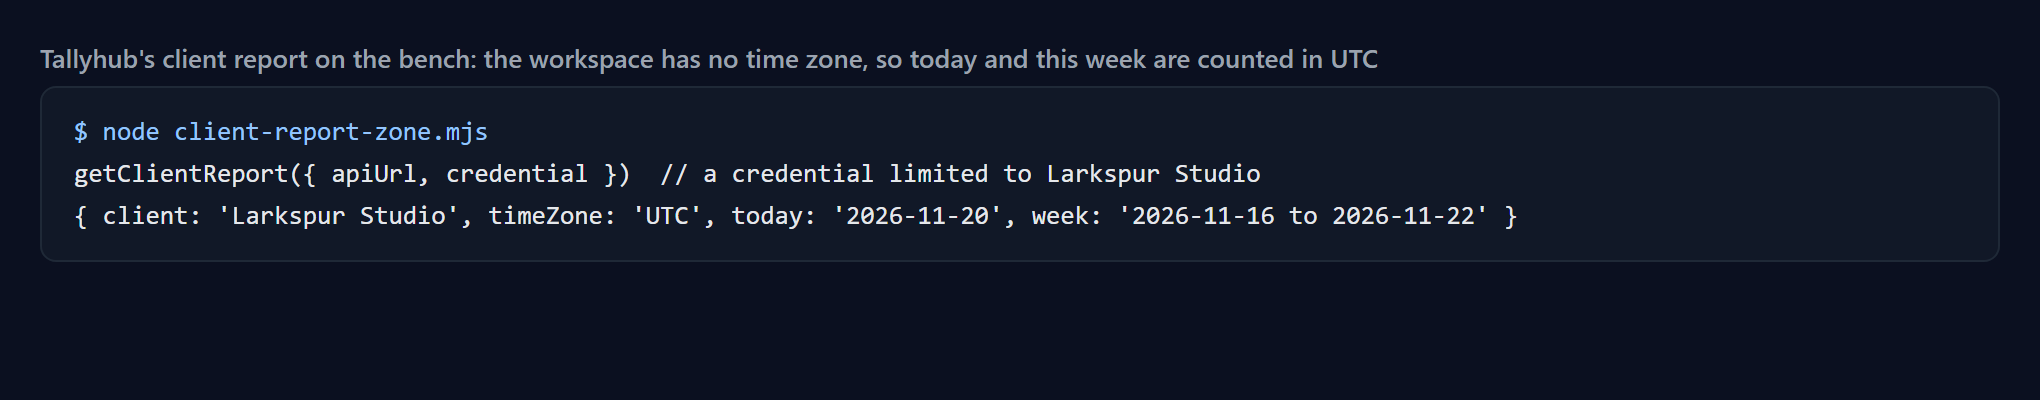 Tallyhub's client report on the bench: the workspace has no time zone, so today and this week are counted in UTC
$ node client-report-zone.mjs
getClientReport({ apiUrl, credential })  // a credential limited to Larkspur Studio
{ client: 'Larkspur Studio', timeZone: 'UTC', today: '2026-11-20', week: '2026-11-16 to 2026-11-22' }